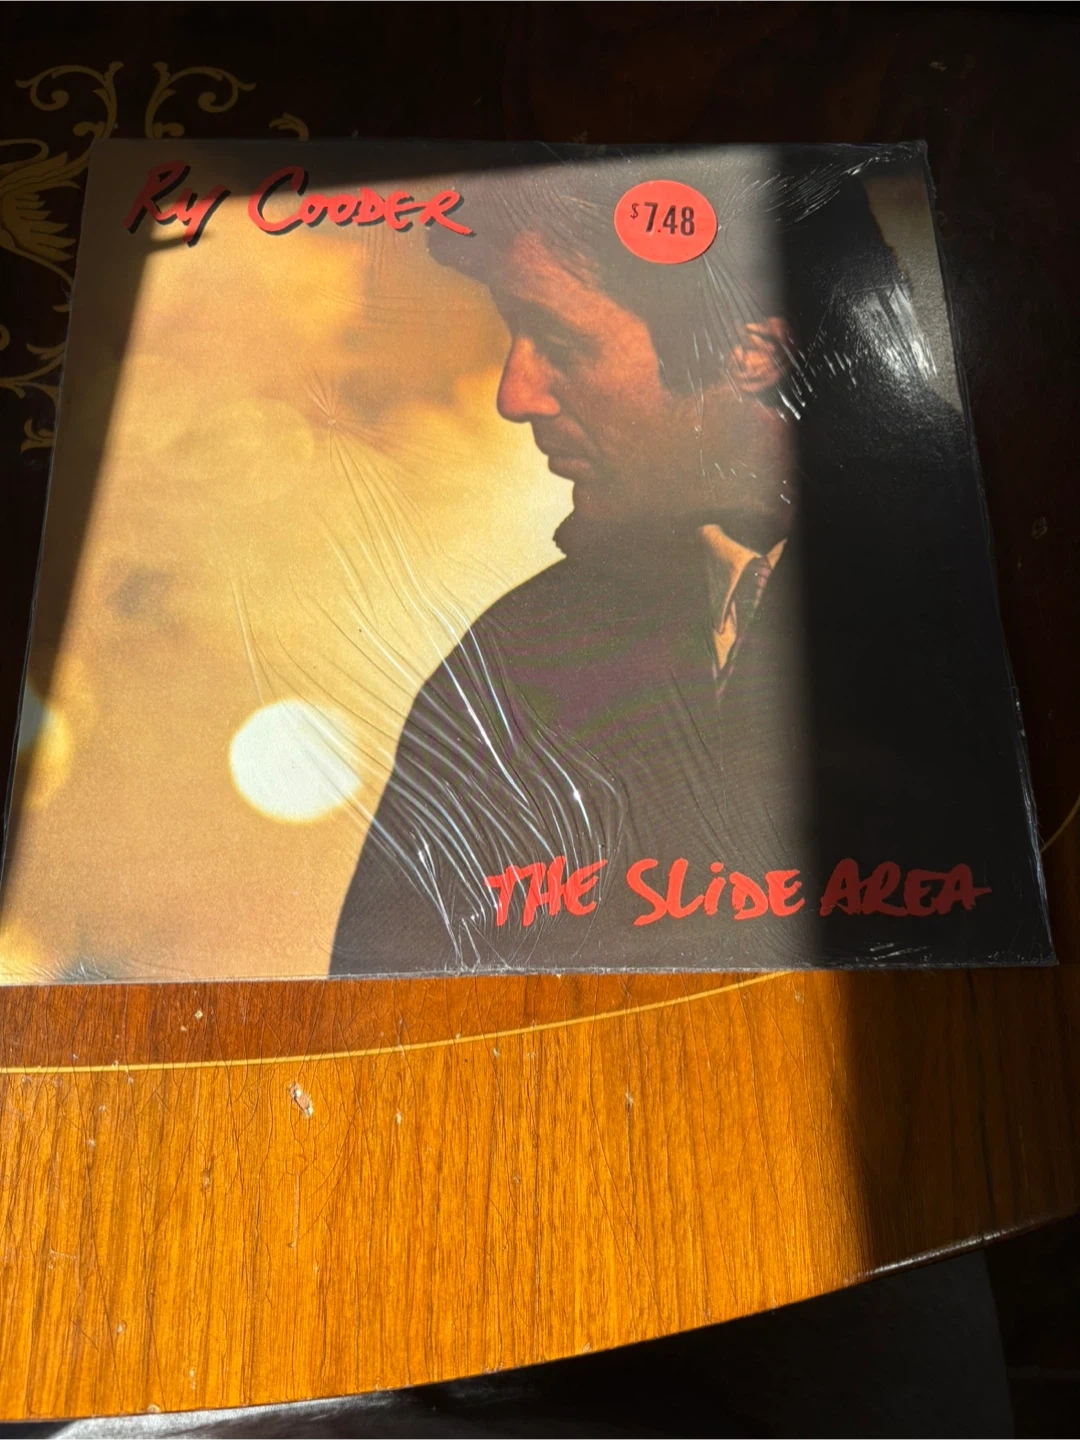 Ry Cooder
$7.48
THE SLiDE AREA